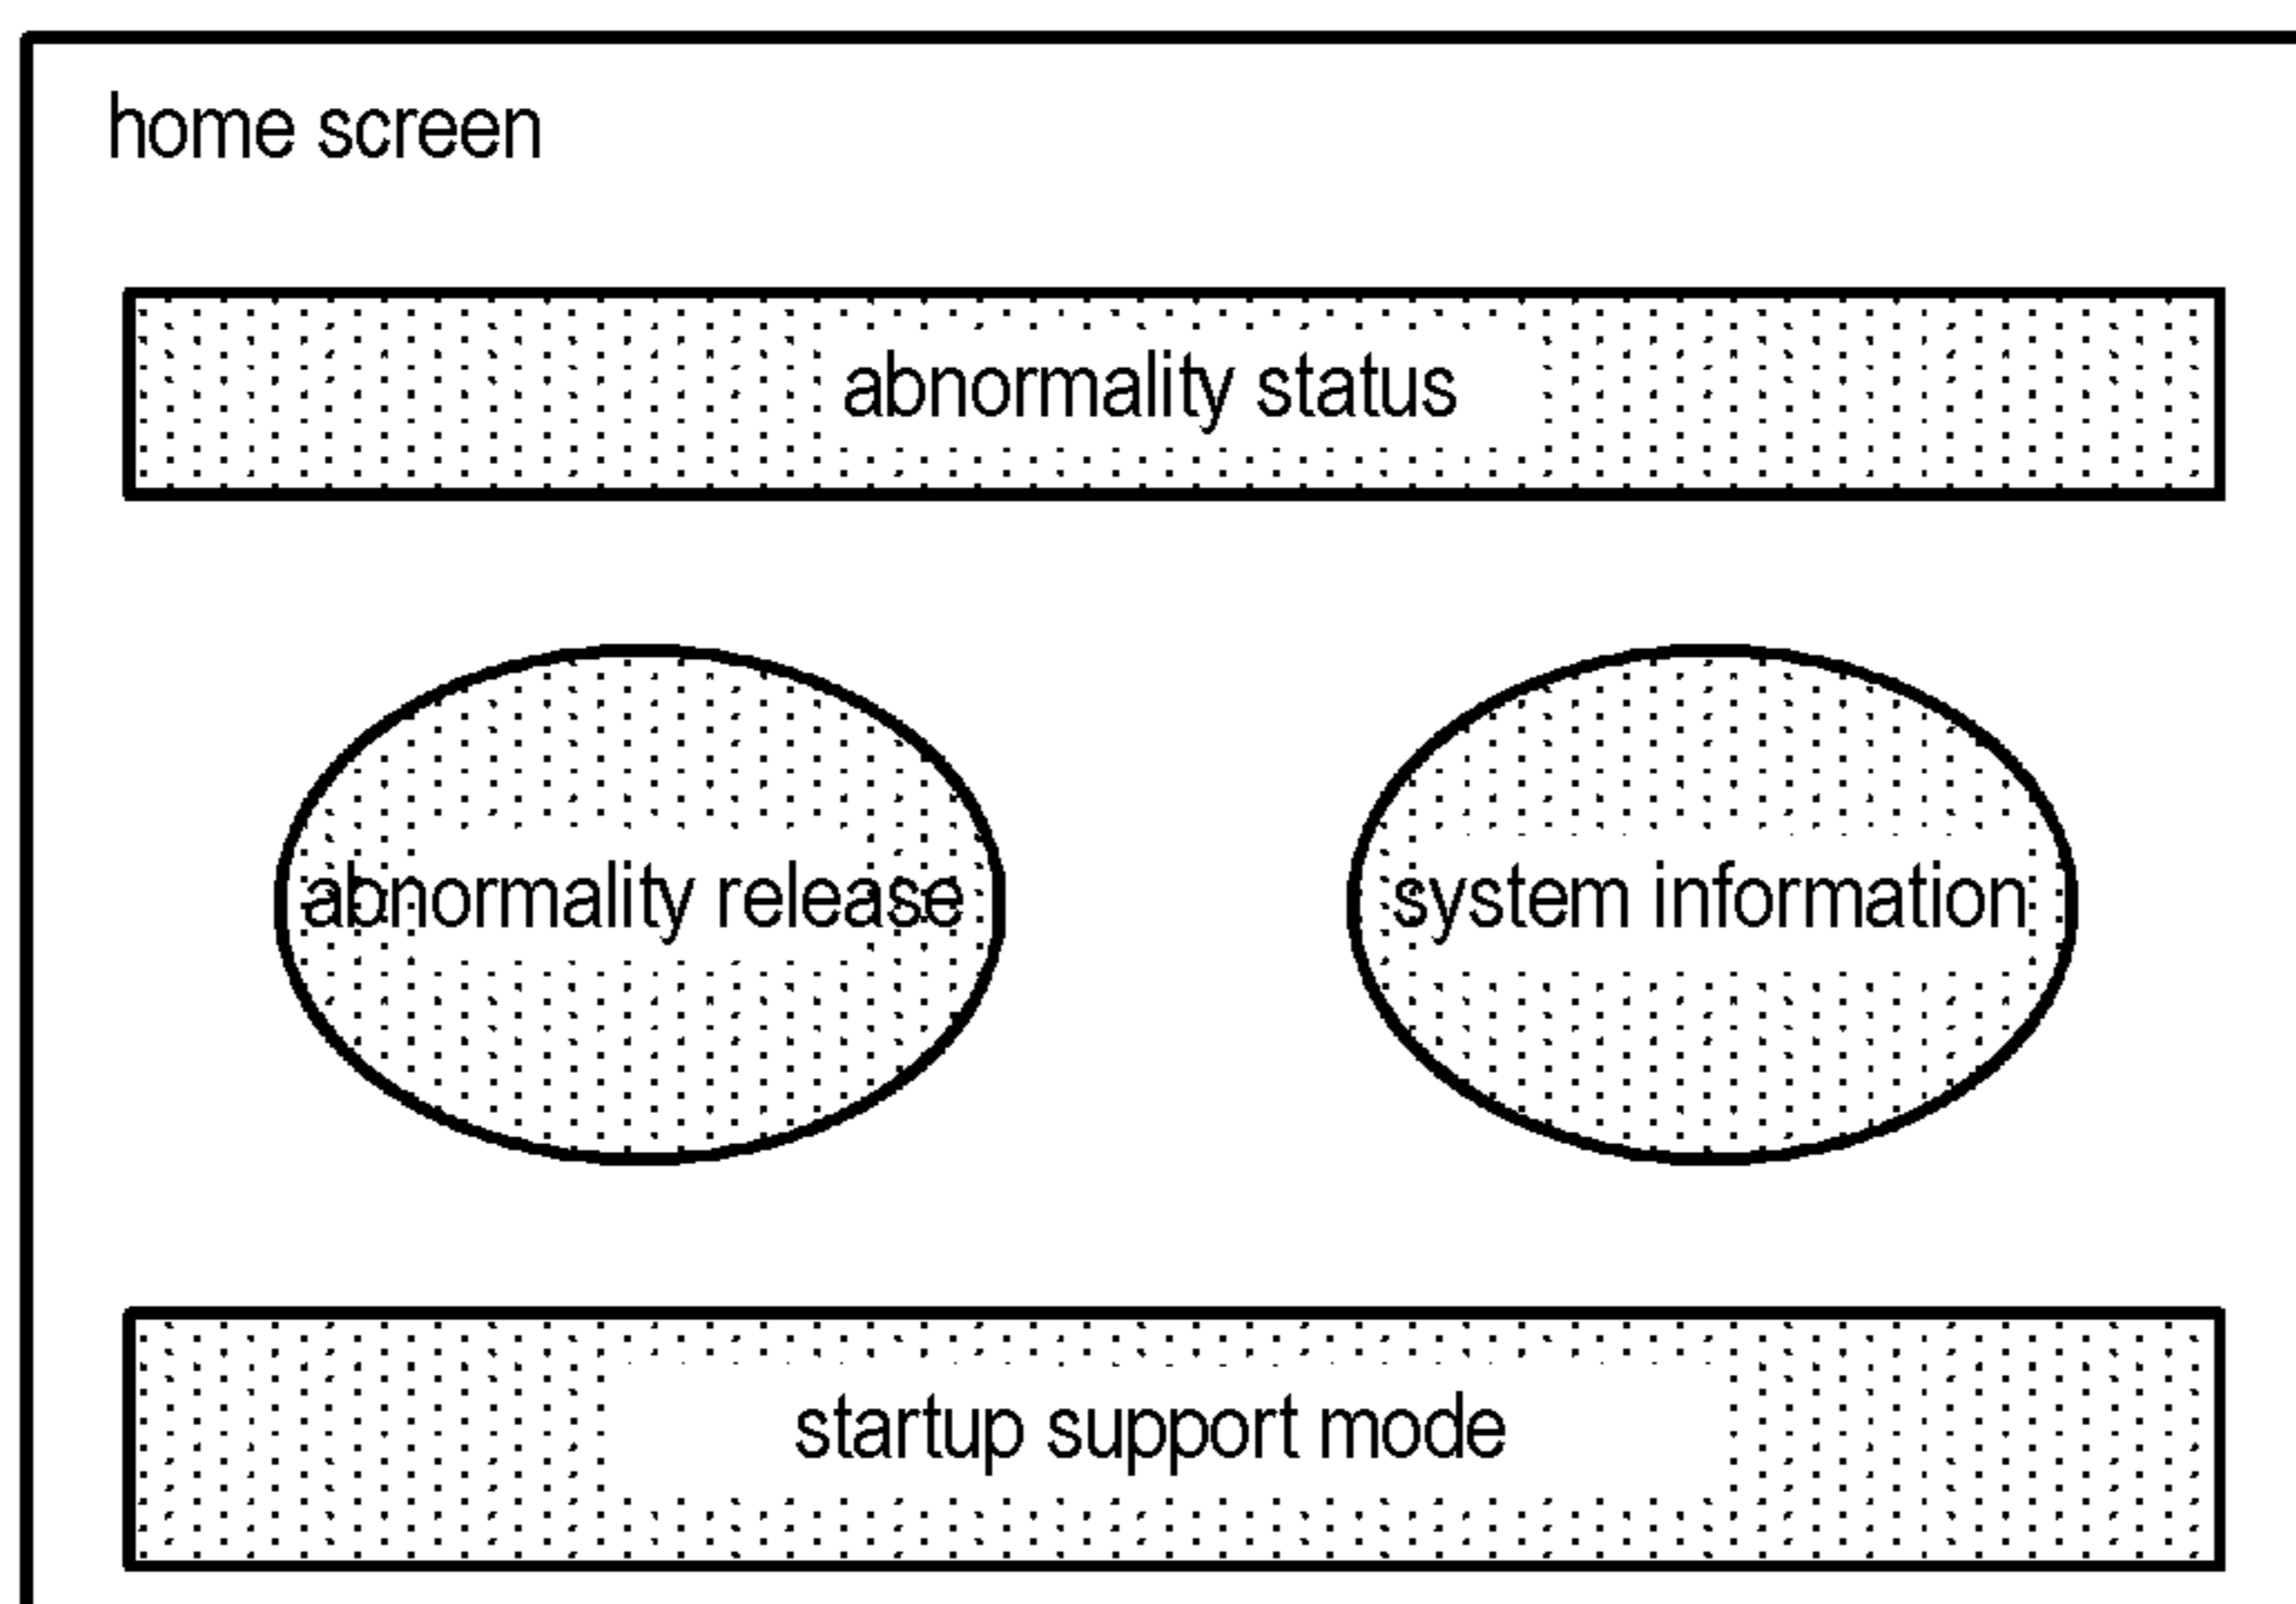 home screen
abnormality status
abnormality release
system information
startup support mode